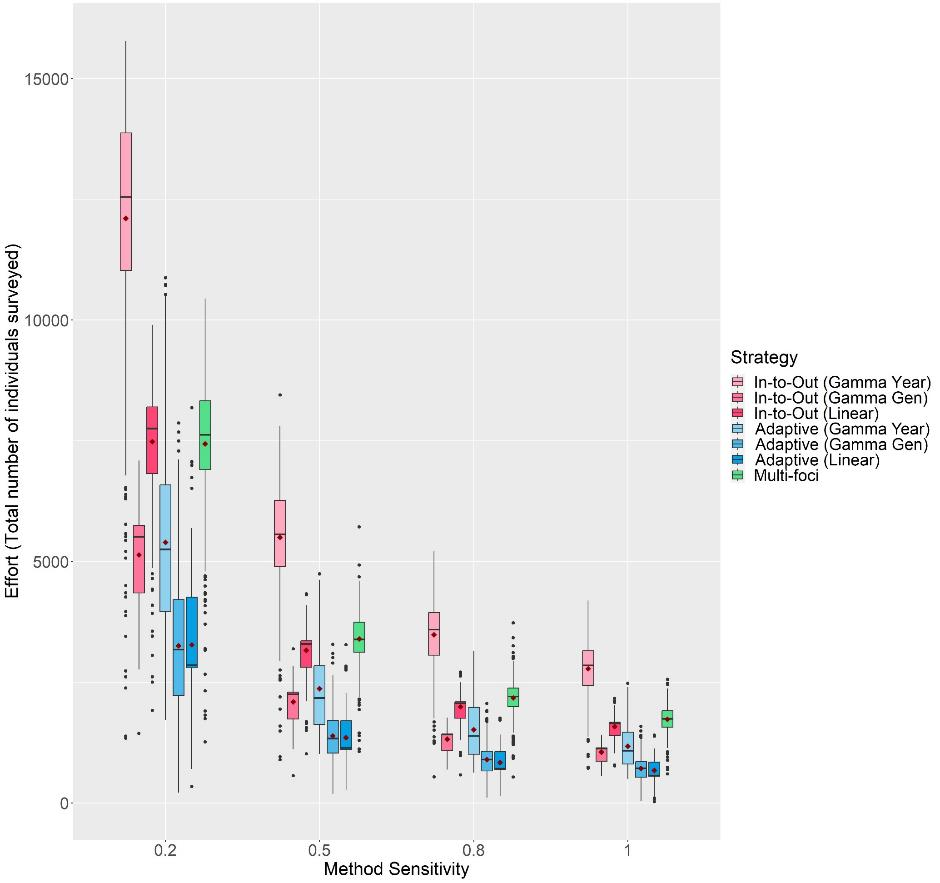 15000
10000
5000
0
Effort (Total number of individuals surveyed)
0.2 0.5 0.8 1
Method Sensitivity
Strategy
In-to-Out (Gamma Year)
In-to-Out (Gamma Gen)
In-to-Out (Linear)
Adaptive (Gamma Year)
Adaptive (Gamma Gen)
Adaptive (Linear)
Multi-foci